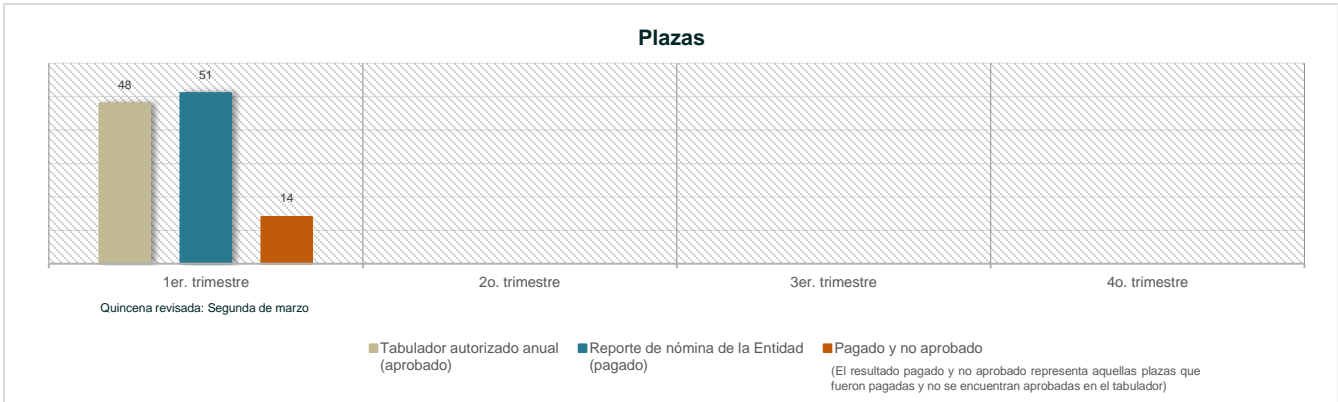 Plazas
48
51
14
1er. trimestre
2o. trimestre
3er. trimestre
4o. trimestre
Quincena revisada: Segunda de marzo
Tabulador autorizado anual
(aprobado)
Reporte de nómina de la Entidad
(pagado)
Pagado y no aprobado
(El resultado pagado y no aprobado representa aquellas plazas que
fueron pagadas y no se encuentran aprobadas en el tabulador)